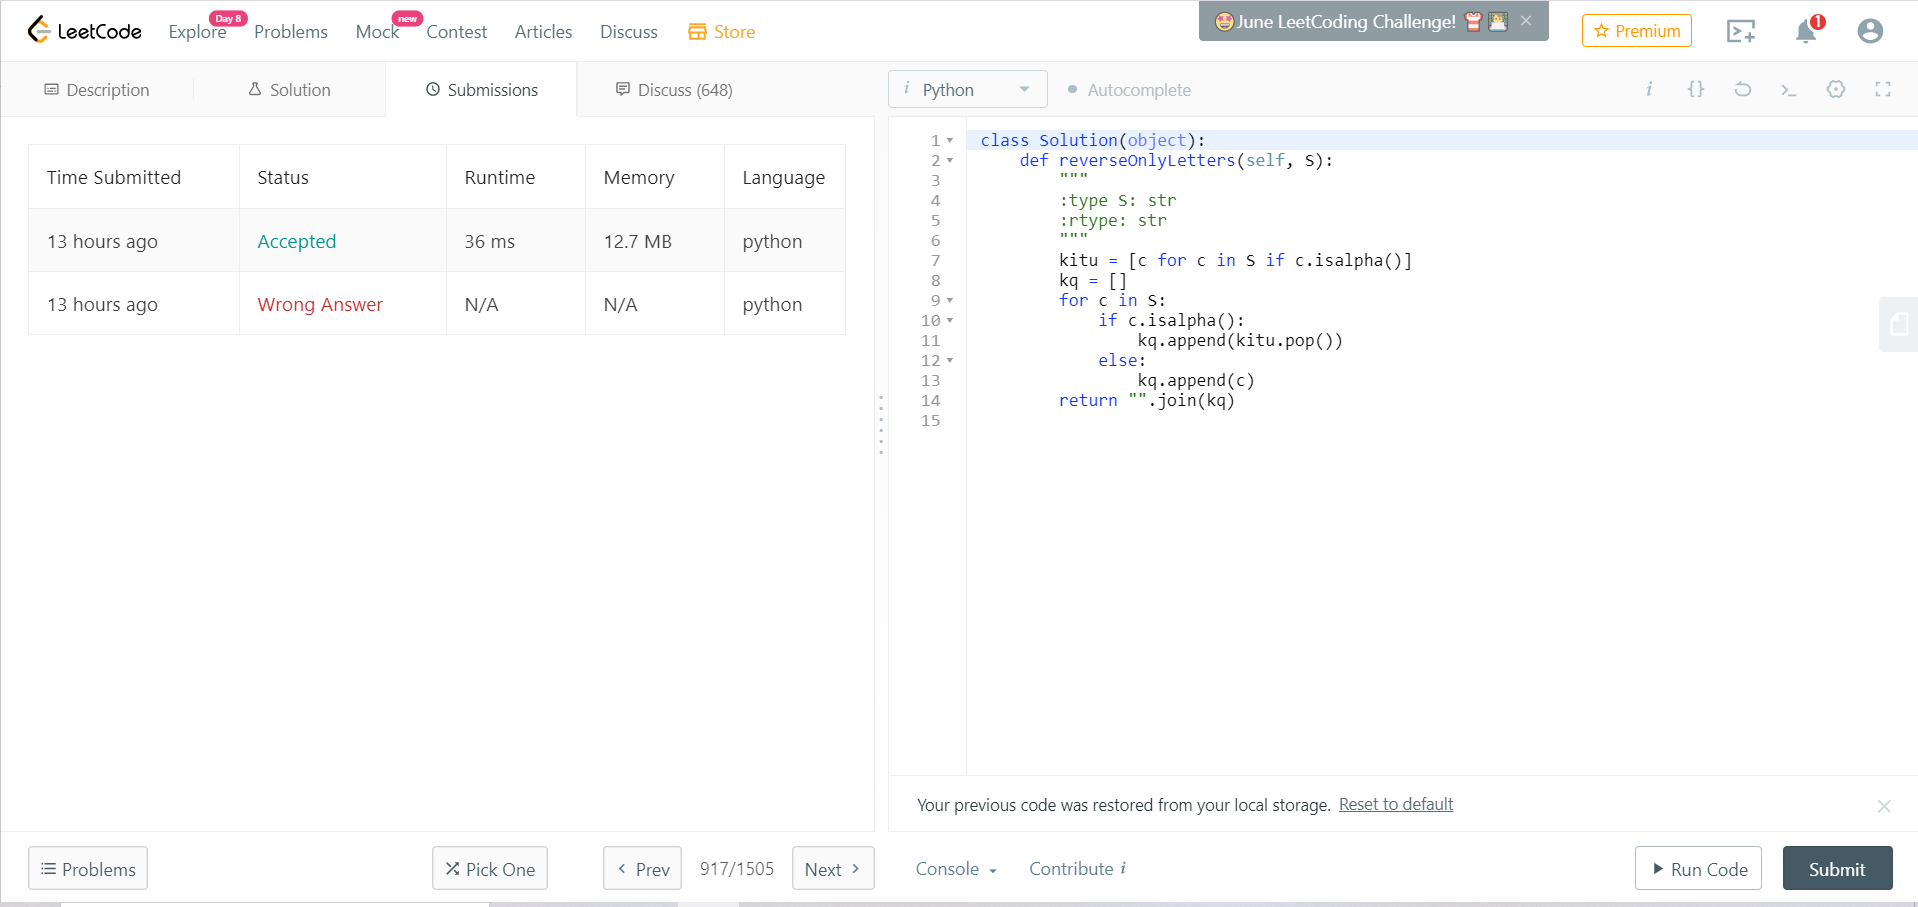 LeetCode Explore Day 8 Problems Mock new Contest Articles Discuss Store June LeetCoding Challenge! Premium 1
Description Solution Submissions Discuss (648) i Python Autocomplete i {}
Time Submitted Status Runtime Memory Language
13 hours ago Accepted 36 ms 12.7 MB python
13 hours ago Wrong Answer N/A N/A python
1 class Solution(object):
2 def reverseOnlyLetters(self, S):
3 """
4 :type S: str
5 :rtype: str
6 """
7 kitu = [c for c in S if c.isalpha()]
8 kq = []
9 for c in S:
10 if c.isalpha():
11 kq.append(kitu.pop())
12 else:
13 kq.append(c)
14 return "".join(kq)
15
Your previous code was restored from your local storage. Reset to default
Problems Pick One Prev 917/1505 Next Console Contribute i Run Code Submit